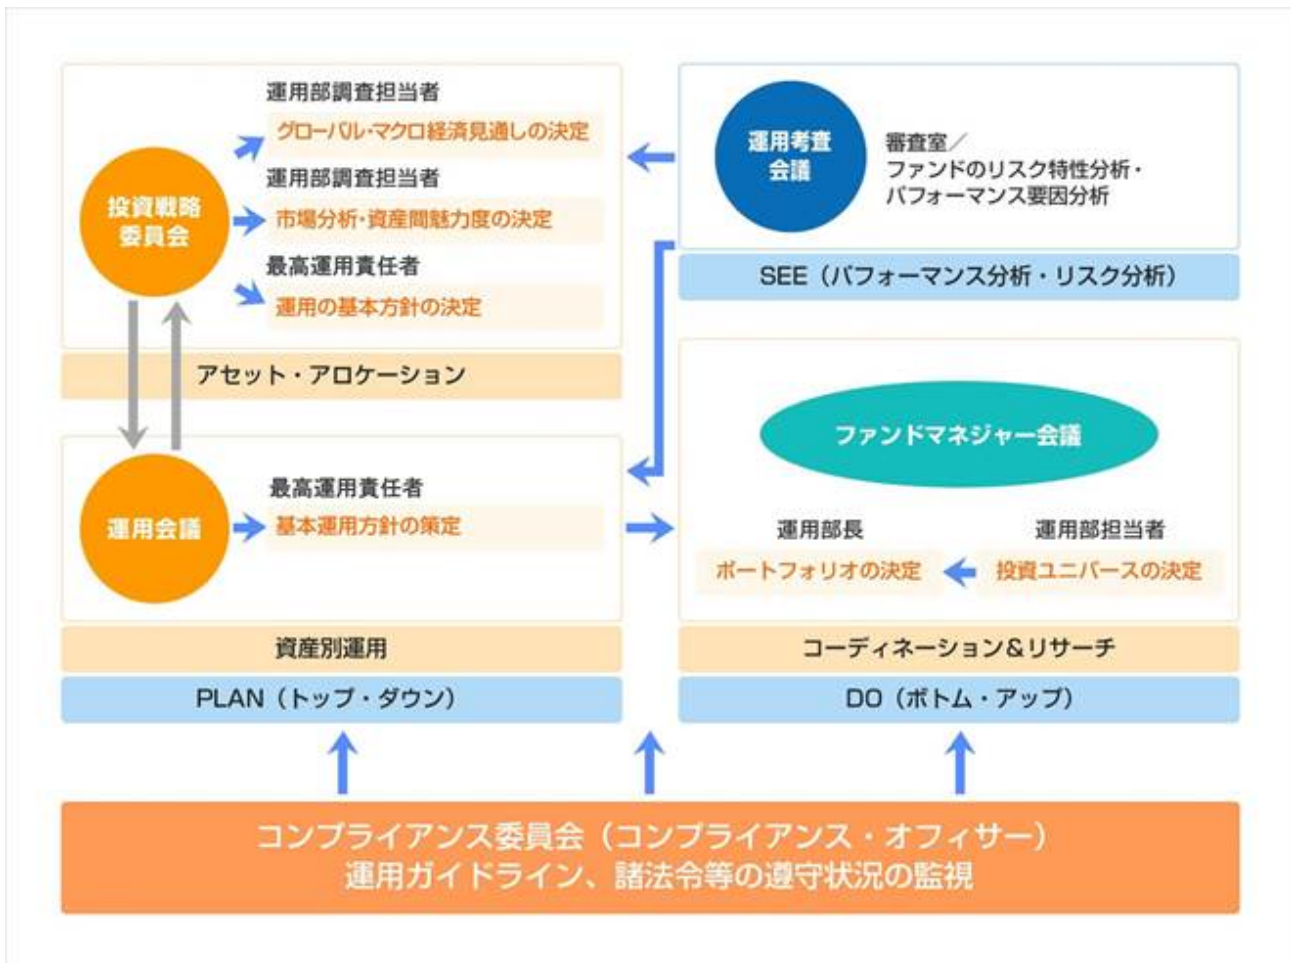 運用部調査担当者
グローバル・マクロ経済見通しの決定
投資戦略
委員会
運用部調査担当者
市場分析・資産間魅力度の決定
最高運用責任者
運用の基本方針の決定
アセット・アロケーション
運用考査
会議
審査室／
ファンドのリスク特性分析・
パフォーマンス要因分析
SEE（パフォーマンス分析・リスク分析）
運用会議
最高運用責任者
基本運用方針の策定
資産別運用
PLAN（トップ・ダウン）
ファンドマネジャー会議
運用部長
ポートフォリオの決定
運用部担当者
投資ユニバースの決定
コーディネーション＆リサーチ
DO（ボトム・アップ）
コンプライアンス委員会（コンプライアンス・オフィサー）
運用ガイドライン、諸法令等の遵守状況の監視